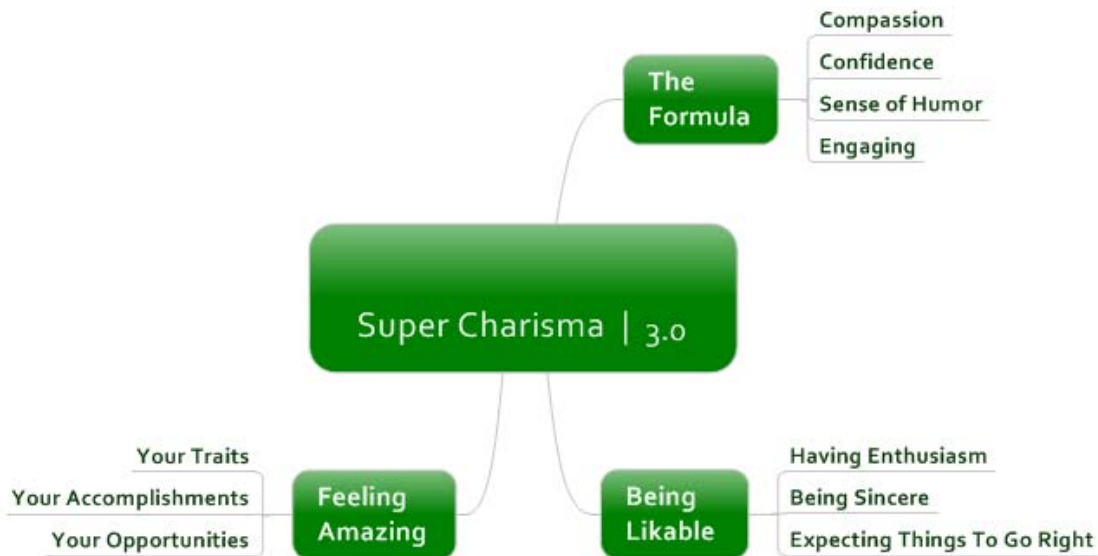 The
Formula
Compassion
Confidence
Sense of Humor
Engaging
Super Charisma | 3.0
Your Traits
Your Accomplishments
Your Opportunities
Feeling
Amazing
Being
Likable
Having Enthusiasm
Being Sincere
Expecting Things To Go Right